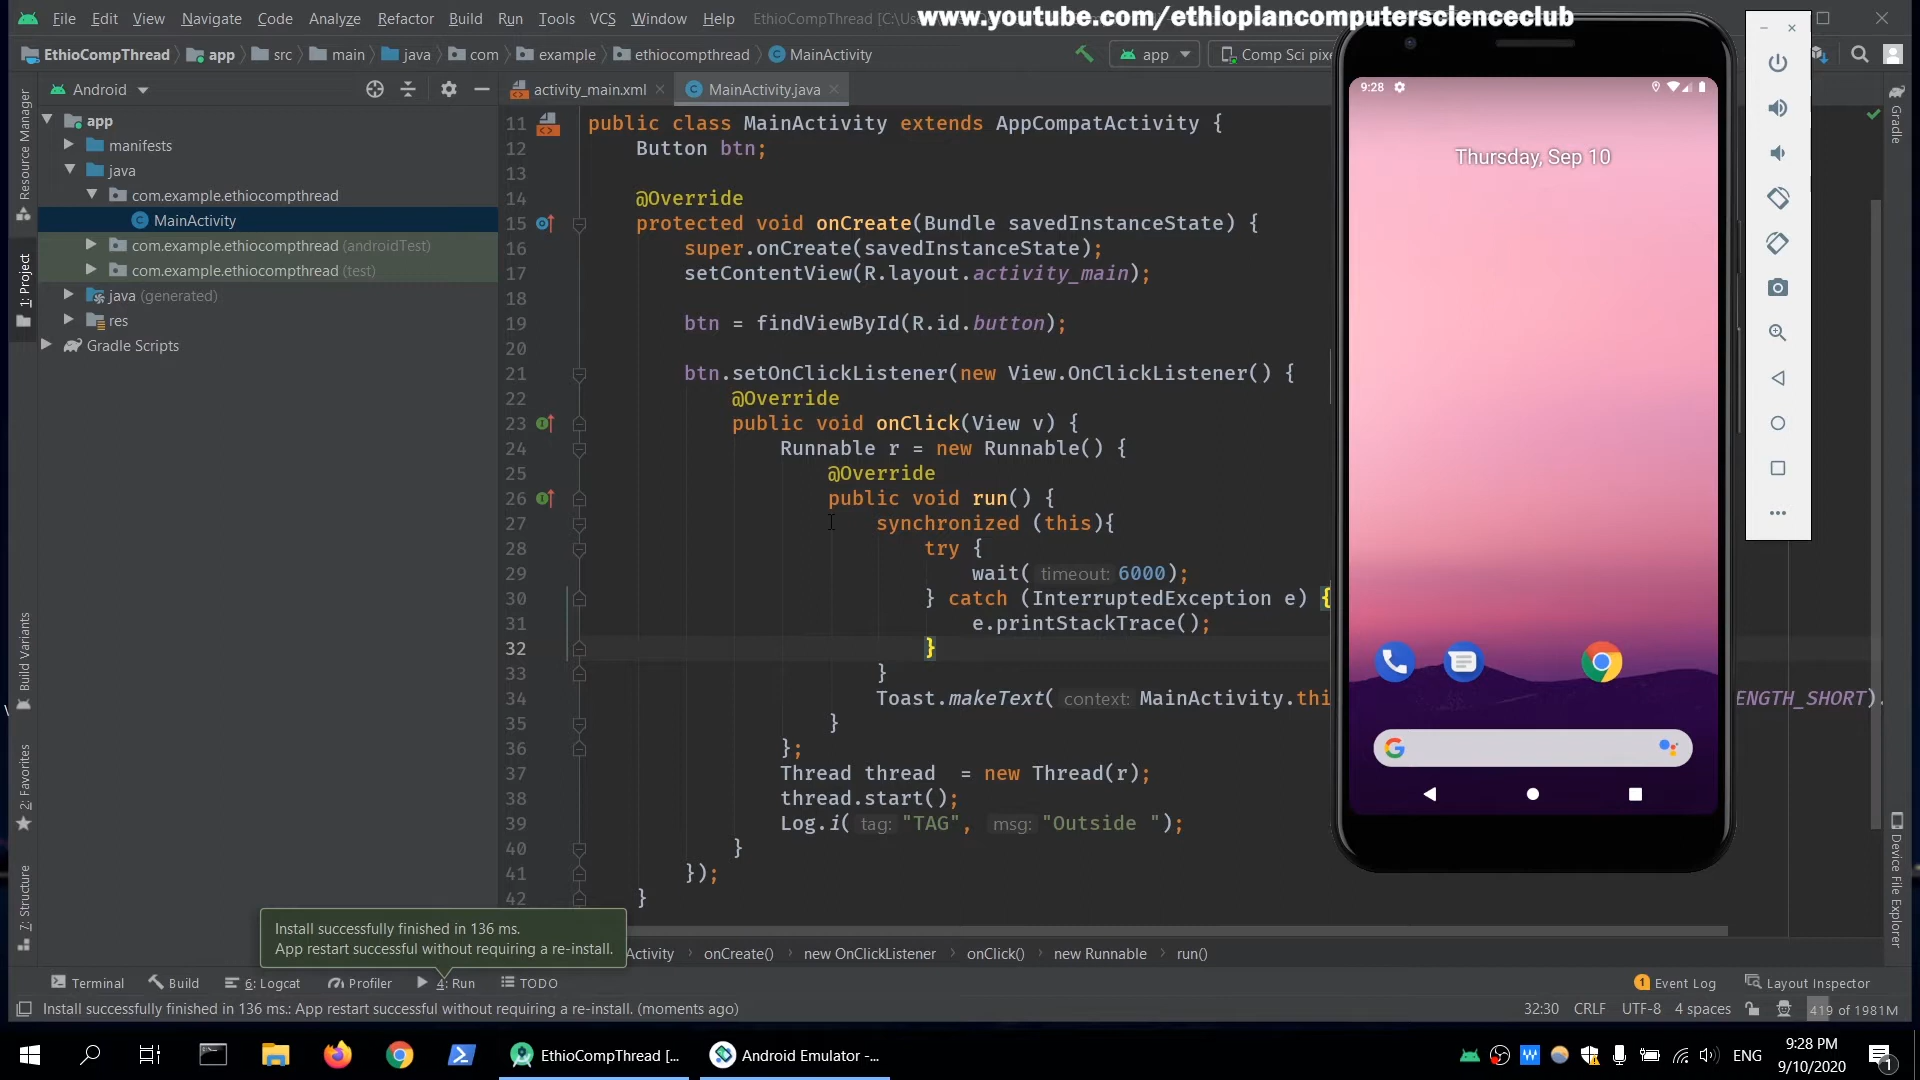 File Edit View Navigate Code Analyze Refactor Build Run Tools VCS Window Help EthioCompThread [C:\Us
www.youtube.com/ethiopiancomputerscienceclub
EthioCompThread app src main java com example ethiocompthread MainActivity app Comp Sci pixe
Android
activity_main.xml MainActivity.java
app
manifests
java
com.example.ethiocompthread
MainActivity
com.example.ethiocompthread (androidTest)
com.example.ethiocompthread (test)
java (generated)
res
Gradle Scripts
Resource Manager
1: Project
Build Variants
2: Favorites
7: Structure
11 public class MainActivity extends AppCompatActivity {
12 Button btn;
13
14 @Override
15 protected void onCreate(Bundle savedInstanceState) {
16 super.onCreate(savedInstanceState);
17 setContentView(R.layout.activity_main);
18
19 btn = findViewById(R.id.button);
20
21 btn.setOnClickListener(new View.OnClickListener() {
22 @Override
23 public void onClick(View v) {
24 Runnable r = new Runnable() {
25 @Override
26 public void run() {
27 synchronized (this){
28 try {
29 wait( timeout: 6000);
30 } catch (InterruptedException e) {
31 e.printStackTrace();
32 }
33 }
34 Toast.makeText( context: MainActivity.thi ENGTH_SHORT).
35 }
36 };
37 Thread thread  = new Thread(r);
38 thread.start();
39 Log.i( tag: "TAG", msg: "Outside ");
40 }
41 });
42 }
9:28
Thursday, Sep 10
Gradle
Device File Explorer
Install successfully finished in 136 ms.
App restart successful without requiring a re-install.
Activity onCreate() new OnClickListener onClick() new Runnable run()
Terminal Build 6: Logcat Profiler 4: Run TODO 1 Event Log Layout Inspector
Install successfully finished in 136 ms.: App restart successful without requiring a re-install. (moments ago) 32:30 CRLF UTF-8 4 spaces 419 of 1981M
EthioCompThread [... Android Emulator -... ENG
9:28 PM
9/10/2020
1